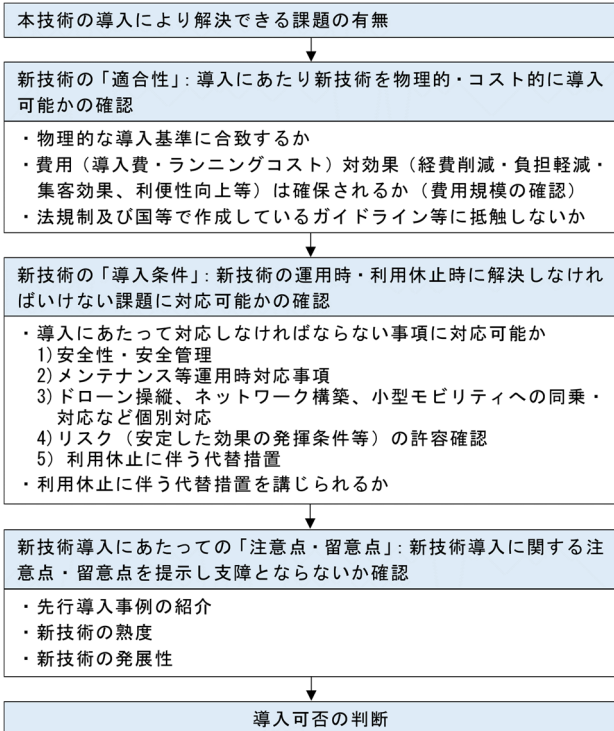 本技術の導入により解決できる課題の有無
新技術の「適合性」：導入にあたり新技術を物理的・コスト的に導入
可能かの確認
・物理的な導入基準に合致するか
・費用（導入費・ランニングコスト）対効果（経費削減・負担軽減・
集客効果、利便性向上等）は確保されるか（費用規模の確認）
・法規制及び国等で作成しているガイドライン等に抵触しないか
新技術の「導入条件」：新技術の運用時・利用休止時に解決しなけれ
ばいけない課題に対応可能かの確認
・導入にあたって対応しなければならない事項に対応可能か
1)安全性・安全管理
2)メンテナンス等運用時対応事項
3)ドローン操縦、ネットワーク構築、小型モビリティへの同乗・
対応など個別対応
4)リスク（安定した効果の発揮条件等）の許容確認
5) 利用休止に伴う代替措置
・利用休止に伴う代替措置を講じられるか
新技術導入にあたっての「注意点・留意点」：新技術導入に関する注
意点・留意点を提示し支障とならないか確認
・先行導入事例の紹介
・新技術の熟度
・新技術の発展性
導入可否の判断